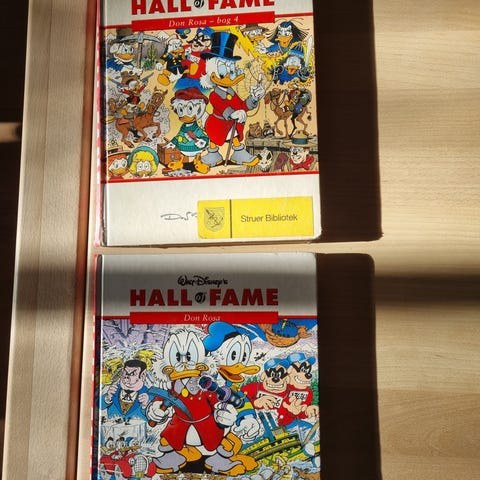 HALL of FAME
Don Rosa - bog 4
Struer Bibliotek
Walt Disney's
HALL of FAME
Don Rosa